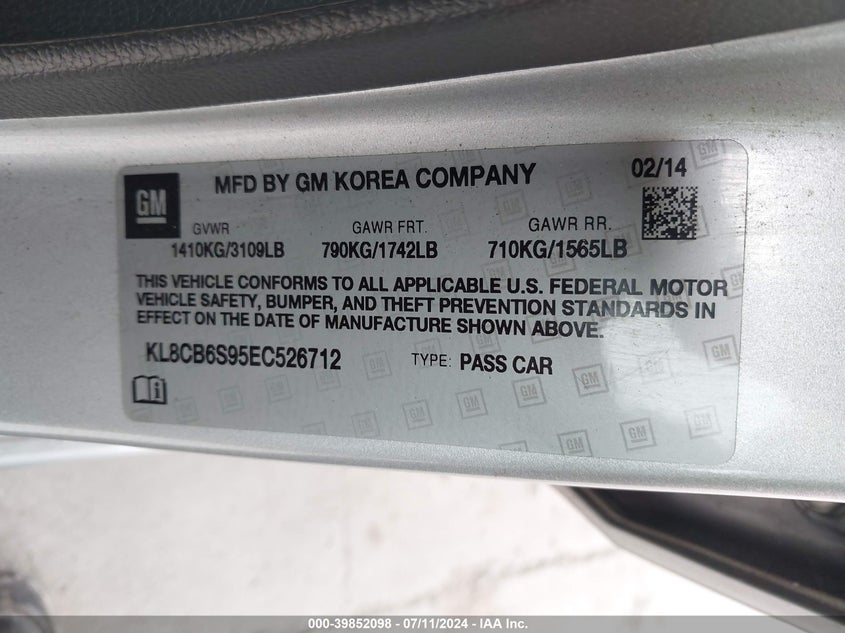 GM
MFD BY GM KOREA COMPANY 02/14
GVWR GAWR FRT. GAWR RR.
1410KG/3109LB 790KG/1742LB 710KG/1565LB
THIS VEHICLE CONFORMS TO ALL APPLICABLE U.S. FEDERAL MOTOR
VEHICLE SAFETY, BUMPER, AND THEFT PREVENTION STANDARDS IN
EFFECT ON THE DATE OF MANUFACTURE SHOWN ABOVE.
KL8CB6S95EC526712 TYPE: PASS CAR
000-39852098 - 07/11/2024 - IAA Inc.